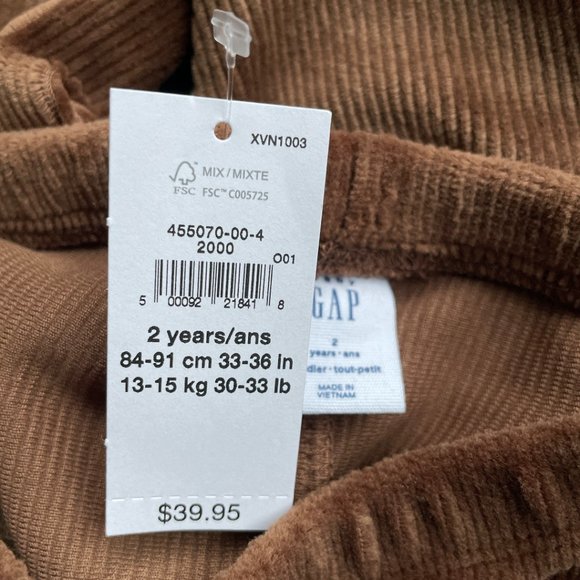 XVN1003
MIX / MIXTE
FSC FSC™ C005725
455070-00-4
2000
001
5 00092 21841 8
2 years/ans
84-91 cm 33-36 in
13-15 kg 30-33 lb
$39.95
GAP
2
years • ans
tout-petit
MADE IN
VIETNAM